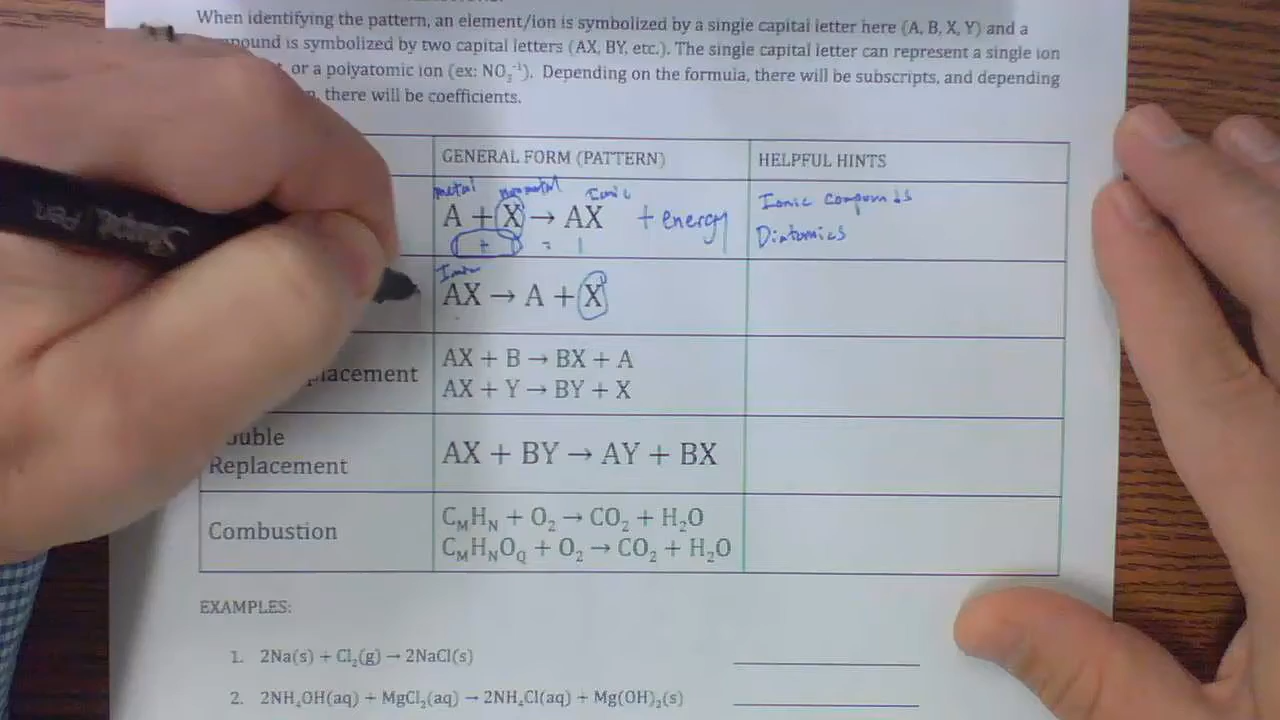 When identifying the pattern, an element/ion is symbolized by a single capital letter here (A, B, X, Y) and a
is symbolized by two capital letters (AX, BY, etc.). The single capital letter can represent a single ion
or a polyatomic ion (ex: NO₃⁻¹). Depending on the formula, there will be subscripts, and depending
there will be coefficients.
GENERAL FORM (PATTERN) HELPFUL HINTS
metal nonmetal Ionic
A + X → AX + energy
+ = 1
Ionic Compounds
Diatomics
AX → A + X
AX + B → BX + A
AX + Y → BY + X
Replacement
AX + BY → AY + BX
Combustion
CMHN + O₂ → CO₂ + H₂O
CMHNOQ + O₂ → CO₂ + H₂O
EXAMPLES:
1. 2Na(s) + Cl₂(g) → 2NaCl(s)
2. 2NH₄OH(aq) + MgCl₂(aq) → 2NH₄Cl(aq) + Mg(OH)₂(s)